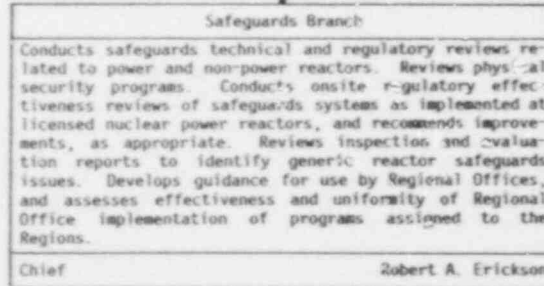 Safeguards Branch
Conducts safeguards technical and regulatory reviews re-
lated to power and non-power reactors. Reviews phys al
security programs. Conducts onsite r gulatory effec-
tiveness reviews of safeguards systems as implemented at
licensed nuclear power reactors, and recommends improve-
ments, as appropriate. Reviews inspection and evalua-
tion reports to identify generic reactor safeguards
issues. Develops guidance for use by Regional Offices,
and assesses effectiveness and uniformity of Regional
Office implementation of programs assigned to the
Regions.
Chief Robert A. Erickson